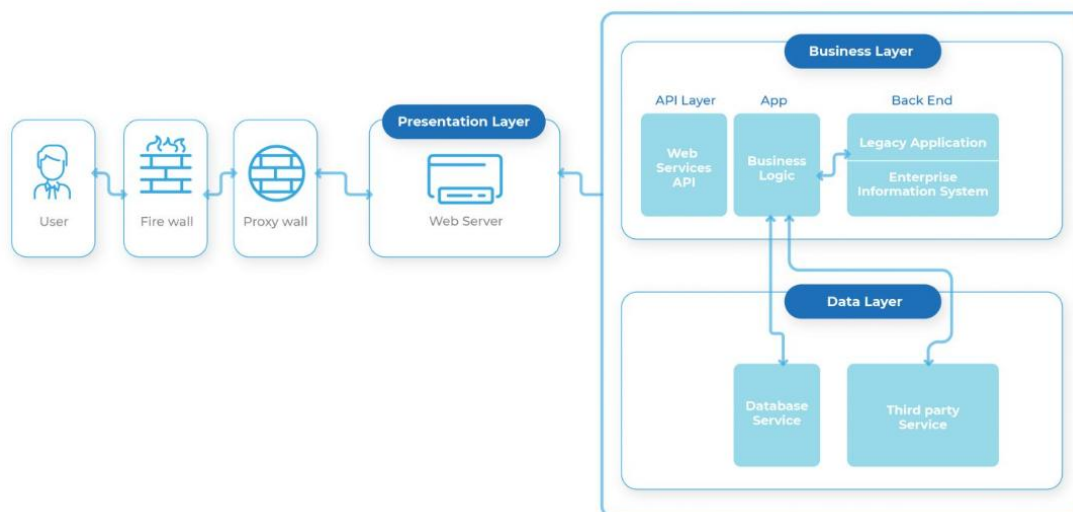 Business Layer
API Layer
App
Back End
Web
Services
API
Business
Logic
Legacy Application
Enterprise
Information System
Presentation Layer
Web Server
User
Fire wall
Proxy wall
Data Layer
Database
Service
Third party
Service